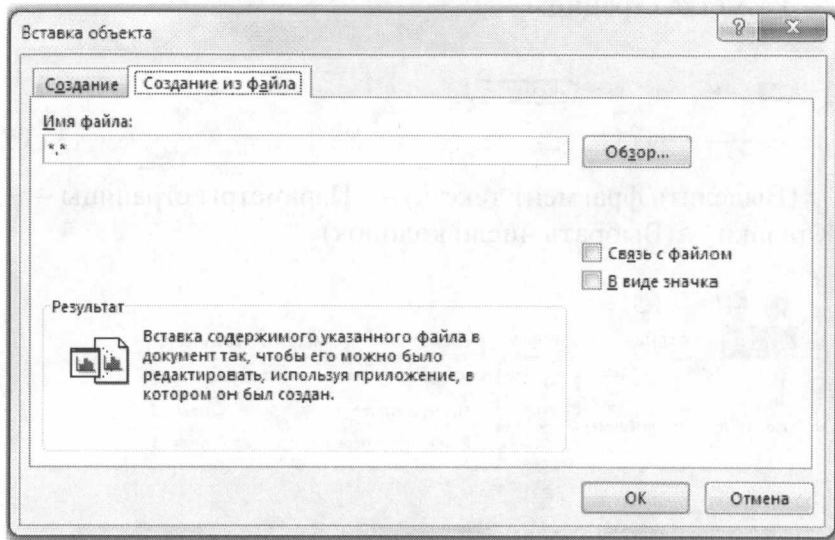 Вставка объекта
?
X
Создание
Создание из файла
Имя файла:
*.*
Обзор...
Связь с файлом
В виде значка
Результат
Вставка содержимого указанного файла в
документ так, чтобы его можно было
редактировать, используя приложение, в
котором он был создан.
ОК
Отмена